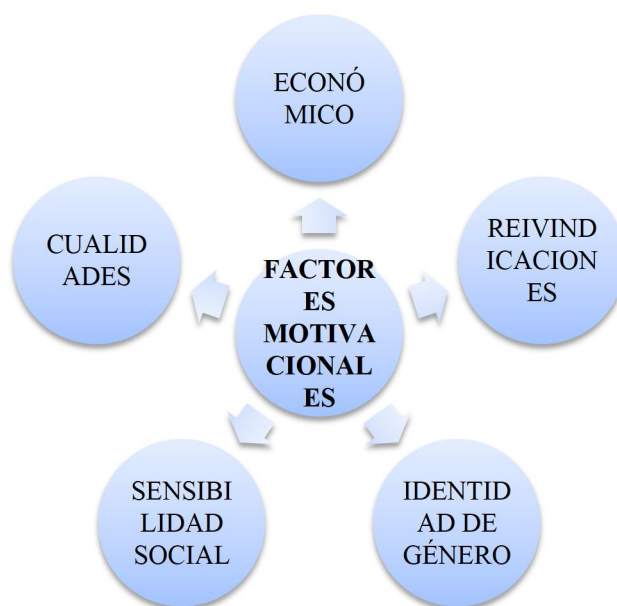 ECONÓ
MICO
CUALID
ADES
REIVIND
ICACION
ES
FACTOR
ES
MOTIVA
CIONAL
ES
SENSIBI
LIDAD
SOCIAL
IDENTID
AD DE
GÉNERO